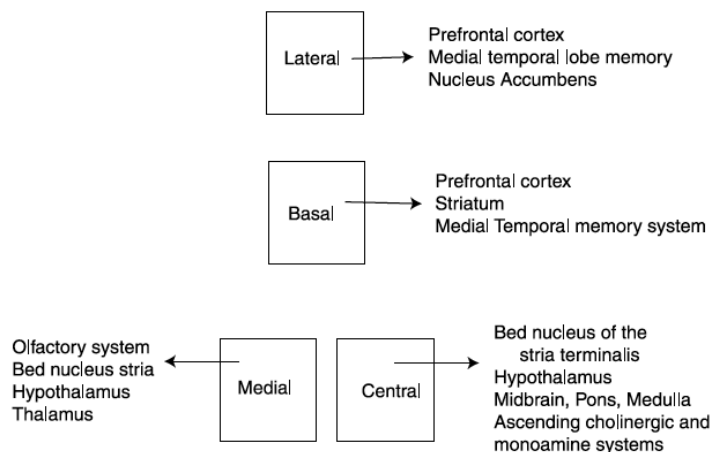 Lateral
Prefrontal cortex
Medial temporal lobe memory
Nucleus Accumbens
Basal
Prefrontal cortex
Striatum
Medial Temporal memory system
Olfactory system
Bed nucleus stria
Hypothalamus
Thalamus
Medial
Central
Bed nucleus of the
stria terminalis
Hypothalamus
Midbrain, Pons, Medulla
Ascending cholinergic and
monoamine systems